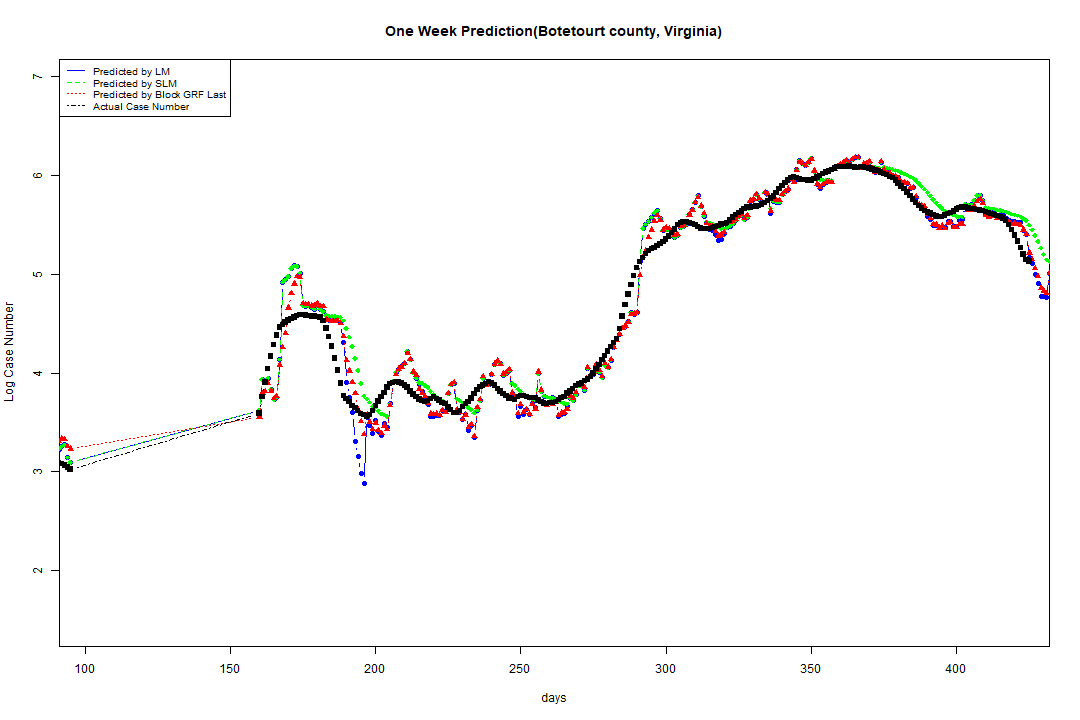 One Week Prediction(Botetourt county, Virginia)
Predicted by LM
Predicted by SLM
Predicted by Block GRF Last
Actual Case Number
7
6
5
4
3
2
Log Case Number
100 150 200 250 300 350 400
days